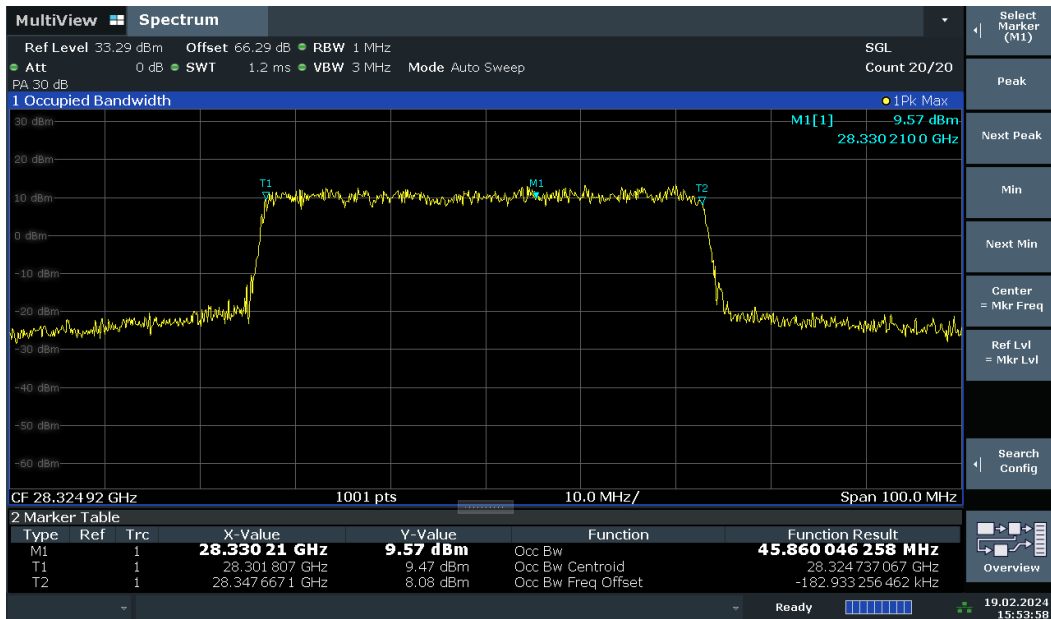 MultiView Spectrum
Ref Level 33.29 dBm Offset 66.29 dB RBW 1 MHz SGL
Att 0 dB SWT 1.2 ms VBW 3 MHz Mode Auto Sweep Count 20/20
PA 30 dB
1 Occupied Bandwidth 1Pk Max
30 dBm
M1[1] 9.57 dBm
28.330 210 0 GHz
20 dBm
T1 M1 T2
10 dBm
0 dBm
-10 dBm
-20 dBm
-30 dBm
-40 dBm
-50 dBm
-60 dBm
CF 28.324 92 GHz 1001 pts 10.0 MHz/ Span 100.0 MHz
2 Marker Table
Type Ref Trc X-Value Y-Value Function Function Result
M1 1 28.330 21 GHz 9.57 dBm Occ Bw 45.860 046 258 MHz
T1 1 28.301 807 GHz 9.47 dBm Occ Bw Centroid 28.324 737 067 GHz
T2 1 28.347 667 1 GHz 8.08 dBm Occ Bw Freq Offset -182.933 256 462 kHz
Ready
19.02.2024
15:53:58
Select
Marker
(M1)
Peak
Next Peak
Min
Next Min
Center
= Mkr Freq
Ref Lvl
= Mkr Lvl
Search
Config
Overview